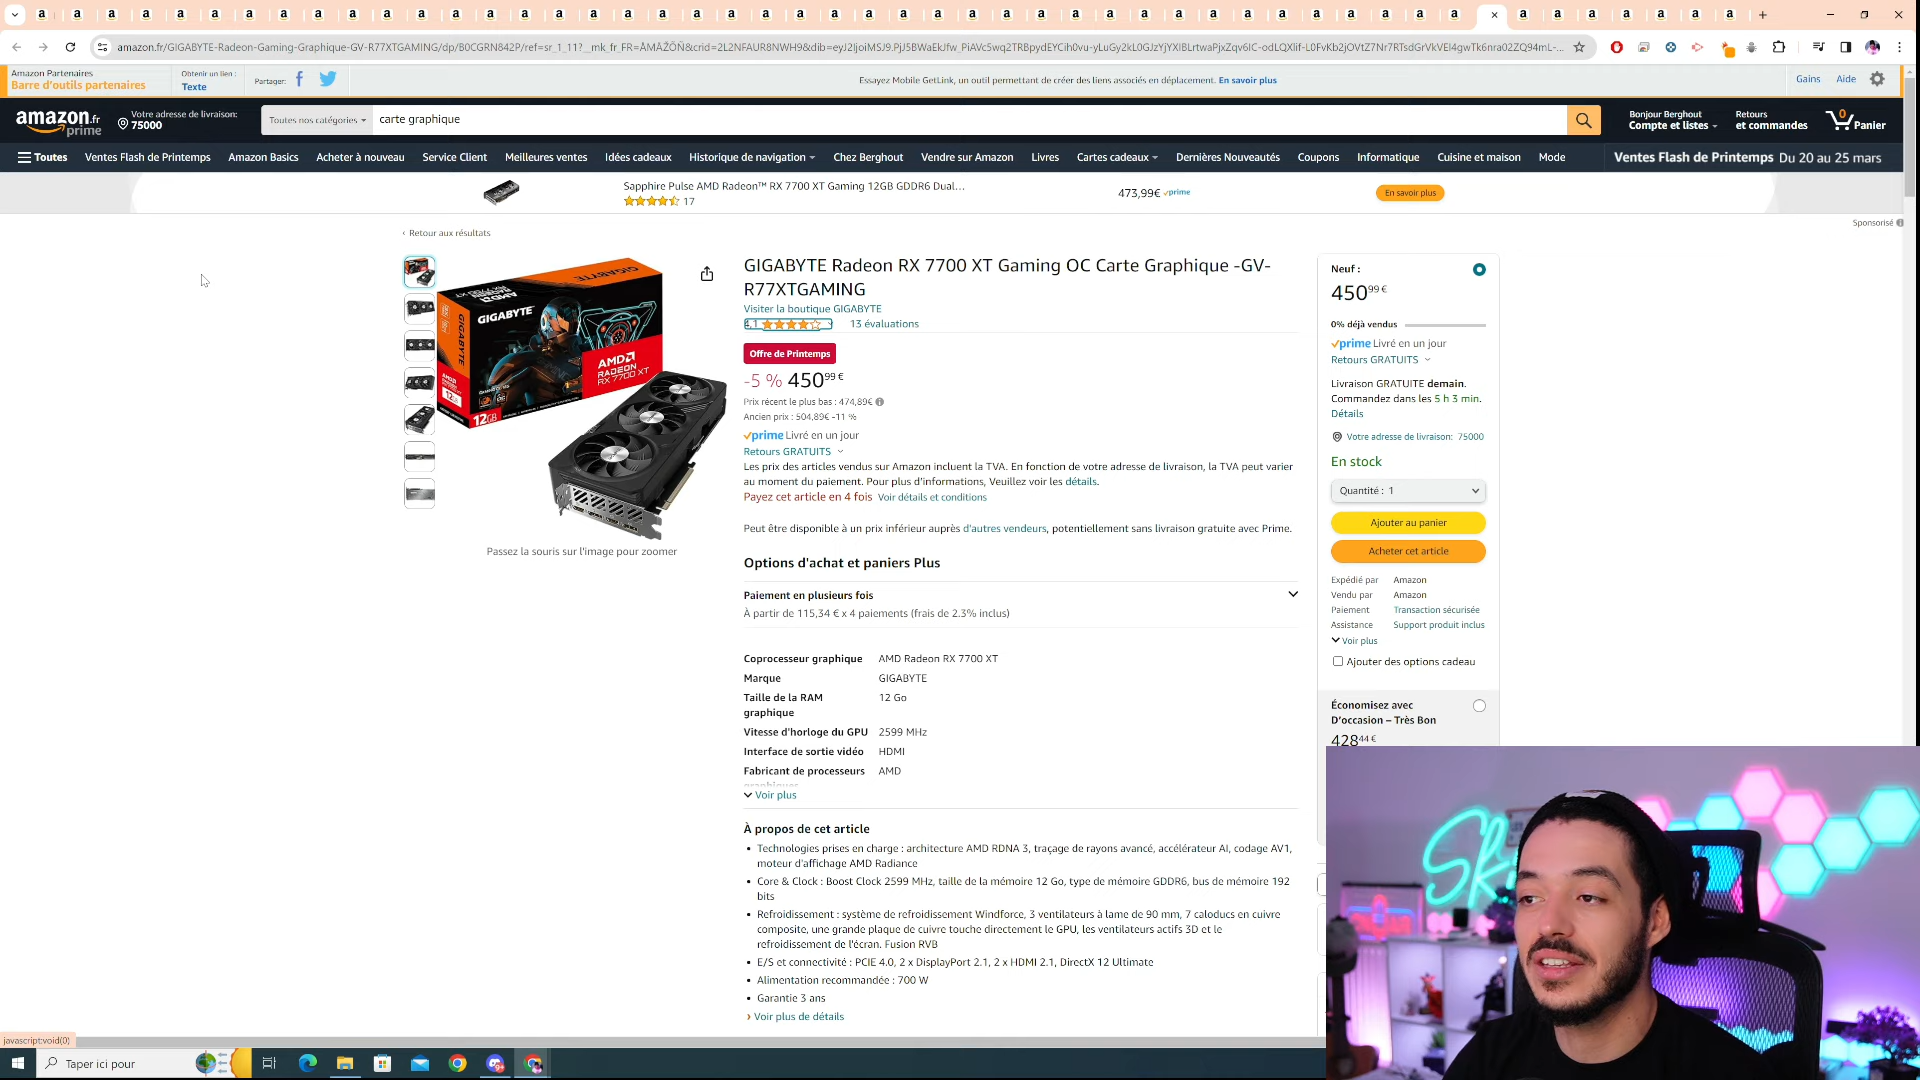 amazon.fr/GIGABYTE-Radeon-Gaming-Graphique-GV-R77XTGAMING/dp/B0CGRN842P/ref=sr_1_11?__mk_fr_FR=ÅMÅŽÕÑ&crid=2L2NFAUR8NWH9&dib=
Amazon Partenaires
Barre d'outils partenaires
Obtenir un lien :
Texte
Partager:
Essayez Mobile GetLink, un outil permettant de créer des liens associés en déplacement. En savoir plus
Gains
Aide
amazon.fr
prime
Votre adresse de livraison:
75000
Toutes nos catégories
carte graphique
Bonjour Berghout
Compte et listes
Retours
et commandes
0
Panier
Toutes
Ventes Flash de Printemps
Amazon Basics
Acheter à nouveau
Service Client
Meilleures ventes
Idées cadeaux
Historique de navigation
Chez Berghout
Vendre sur Amazon
Livres
Cartes cadeaux
Dernières Nouveautés
Coupons
Informatique
Cuisine et maison
Mode
Ventes Flash de Printemps Du 20 au 25 mars
Sapphire Pulse AMD Radeon™ RX 7700 XT Gaming 12GB GDDR6 Dual…
17
473,99€ prime
En savoir plus
Sponsorisé
‹ Retour aux résultats
GIGABYTE
GIGABYTE
AMD
RADEON
RX 7700 XT
12GB
Passez la souris sur l'image pour zoomer
GIGABYTE Radeon RX 7700 XT Gaming OC Carte Graphique -GV-
R77XTGAMING
Visiter la boutique GIGABYTE
4,1
13 évaluations
Offre de Printemps
-5 % 450,99 €
Prix récent le plus bas : 474,89€
Ancien prix : 504,89€ -11 %
prime Livré en un jour
Retours GRATUITS
Les prix des articles vendus sur Amazon incluent la TVA. En fonction de votre adresse de livraison, la TVA peut varier
au moment du paiement. Pour plus d'informations, Veuillez voir les détails.
Payez cet article en 4 fois Voir détails et conditions
Peut être disponible à un prix inférieur auprès d'autres vendeurs, potentiellement sans livraison gratuite avec Prime.
Options d'achat et paniers Plus
Paiement en plusieurs fois
À partir de 115,34 € x 4 paiements (frais de 2.3% inclus)
Coprocesseur graphique AMD Radeon RX 7700 XT
Marque GIGABYTE
Taille de la RAM 12 Go
graphique
Vitesse d'horloge du GPU 2599 MHz
Interface de sortie vidéo HDMI
Fabricant de processeurs AMD
graphiques
Voir plus
À propos de cet article
• Technologies prises en charge : architecture AMD RDNA 3, traçage de rayons avancé, accélérateur AI, codage AV1,
moteur d'affichage AMD Radiance
• Core & Clock : Boost Clock 2599 MHz, taille de la mémoire 12 Go, type de mémoire GDDR6, bus de mémoire 192
bits
• Refroidissement : système de refroidissement Windforce, 3 ventilateurs à lame de 90 mm, 7 caloducs en cuivre
composite, une grande plaque de cuivre touche directement le GPU, les ventilateurs actifs 3D et le
refroidissement de l'écran. Fusion RVB
• E/S et connectivité : PCIE 4.0, 2 x DisplayPort 2.1, 2 x HDMI 2.1, DirectX 12 Ultimate
• Alimentation recommandée : 700 W
• Garantie 3 ans
› Voir plus de détails
Neuf :
450,99 €
0% déjà vendus
prime Livré en un jour
Retours GRATUITS
Livraison GRATUITE demain.
Commandez dans les 5 h 3 min.
Détails
Votre adresse de livraison: 75000
En stock
Quantité : 1
Ajouter au panier
Acheter cet article
Expédié par Amazon
Vendu par Amazon
Paiement Transaction sécurisée
Assistance Support produit inclus
Voir plus
Ajouter des options cadeau
Économisez avec
D'occasion – Très Bon
428,44 €
javascript:void(0)
Taper ici pour